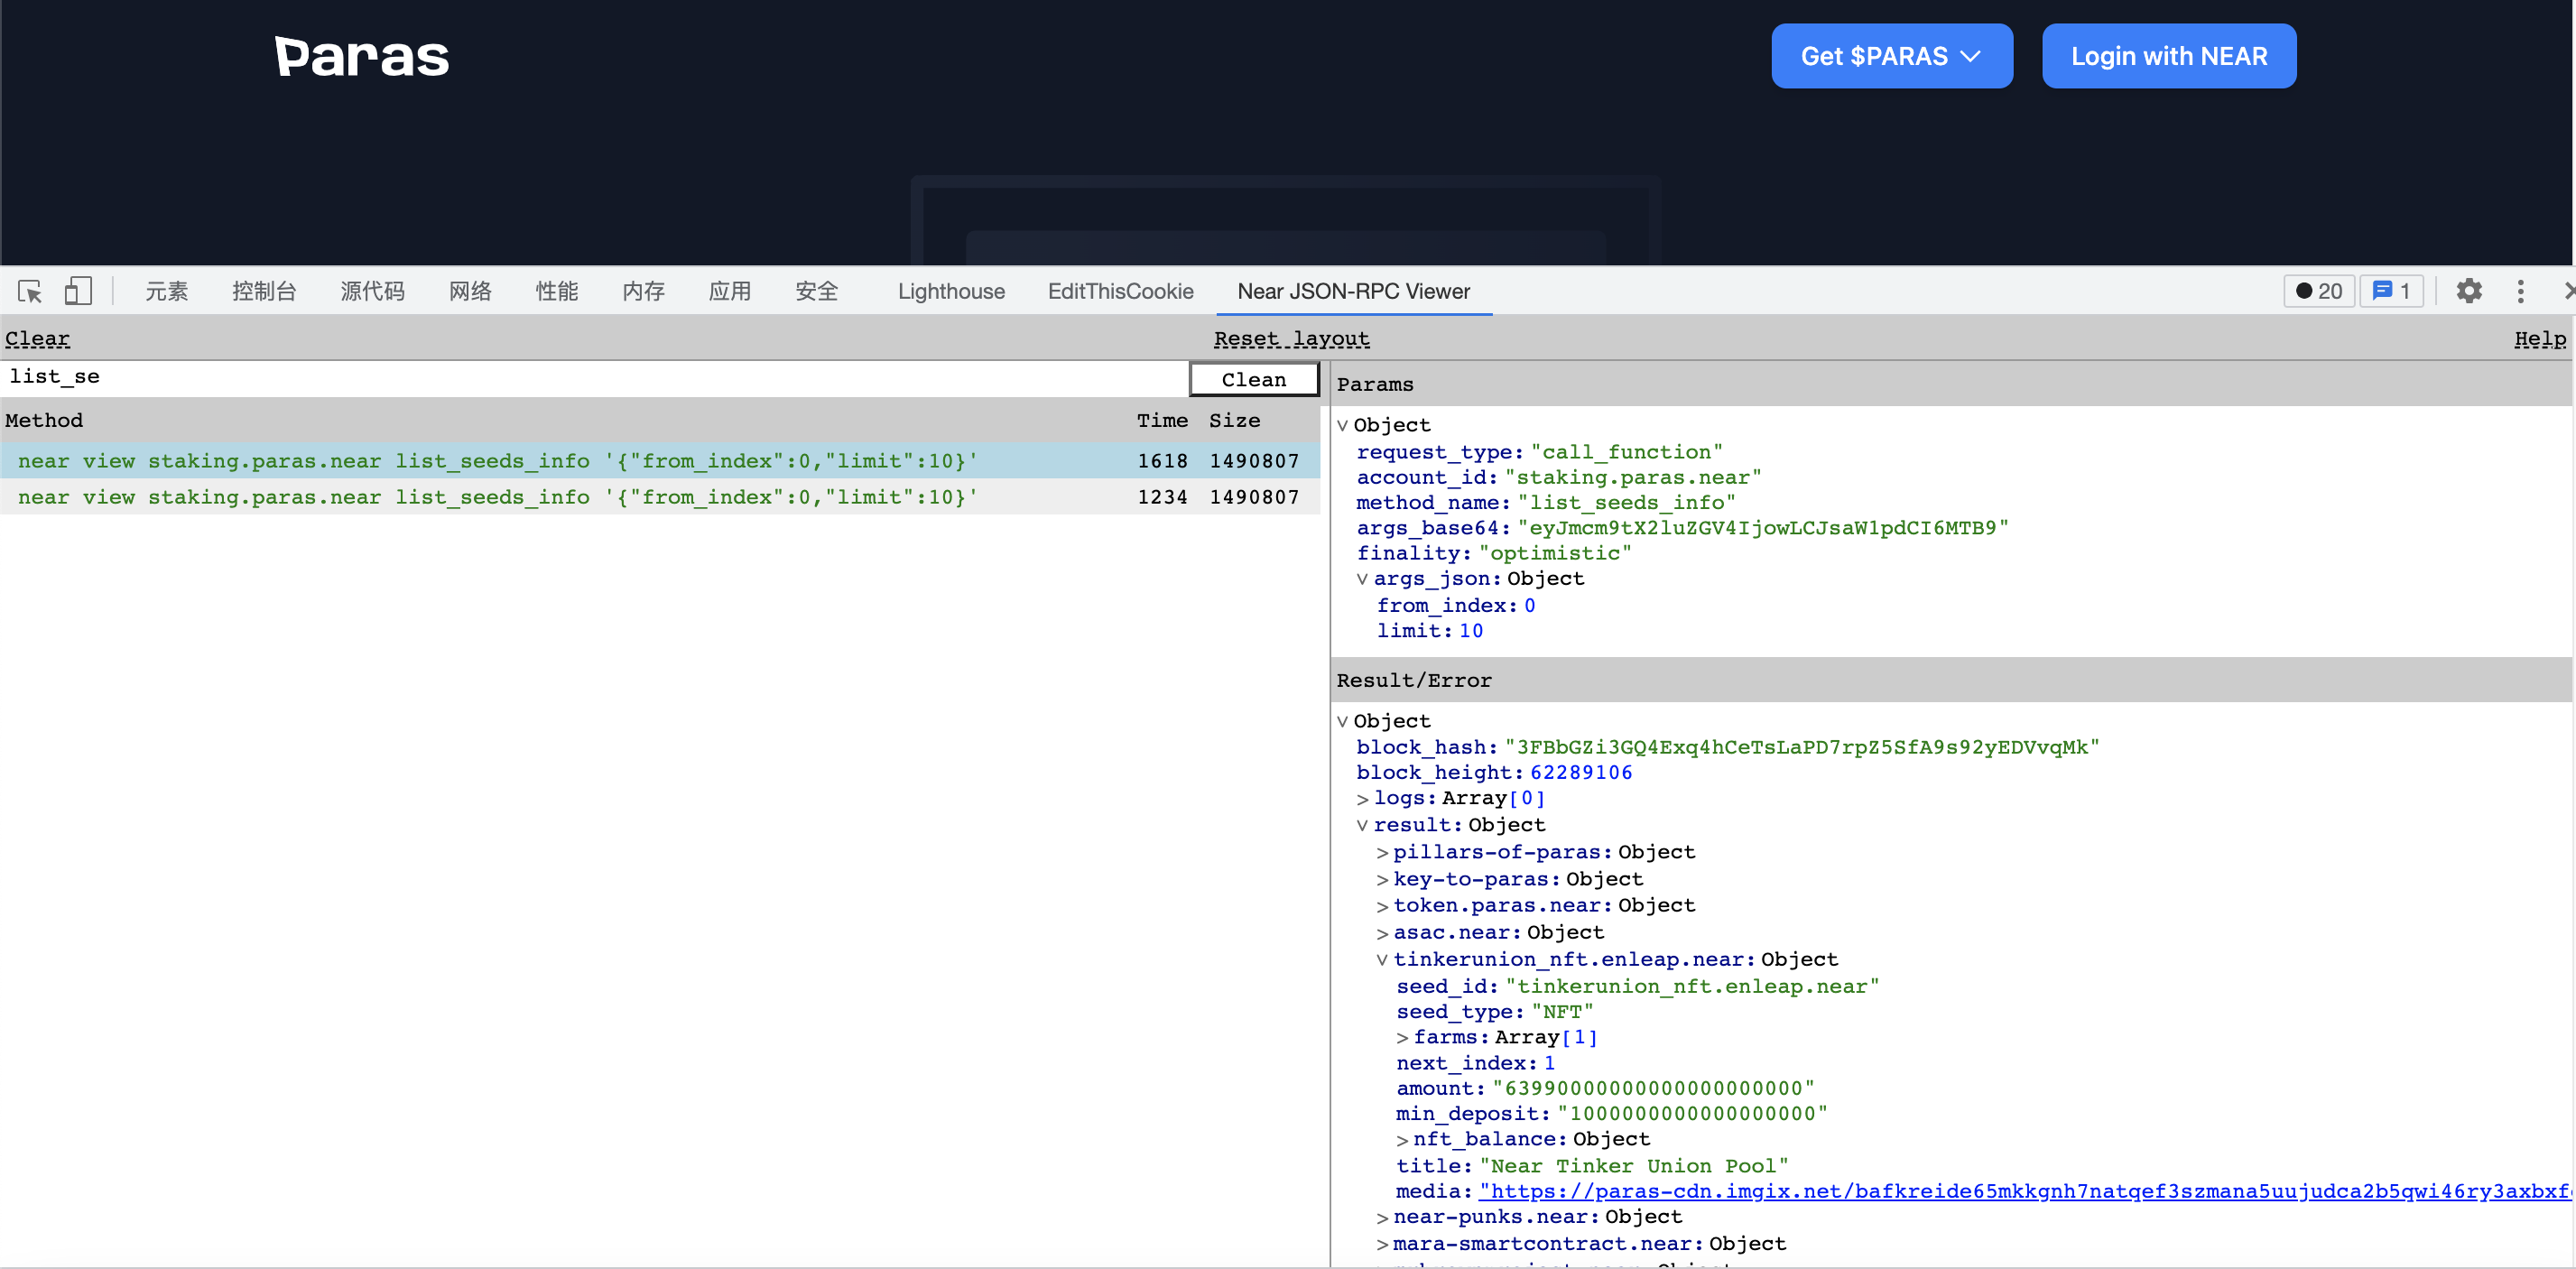 Paras
Get $PARAS
Login with NEAR
元素 控制台 源代码 网络 性能 内存 应用 安全 Lighthouse EditThisCookie Near JSON-RPC Viewer 20 1
Clear Reset layout Help
list_se Clean
Method Time Size
near view staking.paras.near list_seeds_info '{"from_index":0,"limit":10}' 1618 1490807
near view staking.paras.near list_seeds_info '{"from_index":0,"limit":10}' 1234 1490807
Params
Object
request_type: "call_function"
account_id: "staking.paras.near"
method_name: "list_seeds_info"
args_base64: "eyJmcm9tX2luZGV4IjowLCJsaW1pdCI6MTB9"
finality: "optimistic"
args_json: Object
from_index: 0
limit: 10
Result/Error
Object
block_hash: "3FBbGZi3GQ4Exq4hCeTsLaPD7rpZ5SfA9s92yEDVvqMk"
block_height: 62289106
logs: Array[0]
result: Object
pillars-of-paras: Object
key-to-paras: Object
token.paras.near: Object
asac.near: Object
tinkerunion_nft.enleap.near: Object
seed_id: "tinkerunion_nft.enleap.near"
seed_type: "NFT"
farms: Array[1]
next_index: 1
amount: "63990000000000000000000"
min_deposit: "1000000000000000000"
nft_balance: Object
title: "Near Tinker Union Pool"
media: "https://paras-cdn.imgix.net/bafkreide65mkkgnh7natqef3szmana5uujudca2b5qwi46ry3axbxf
near-punks.near: Object
mara-smartcontract.near: Object